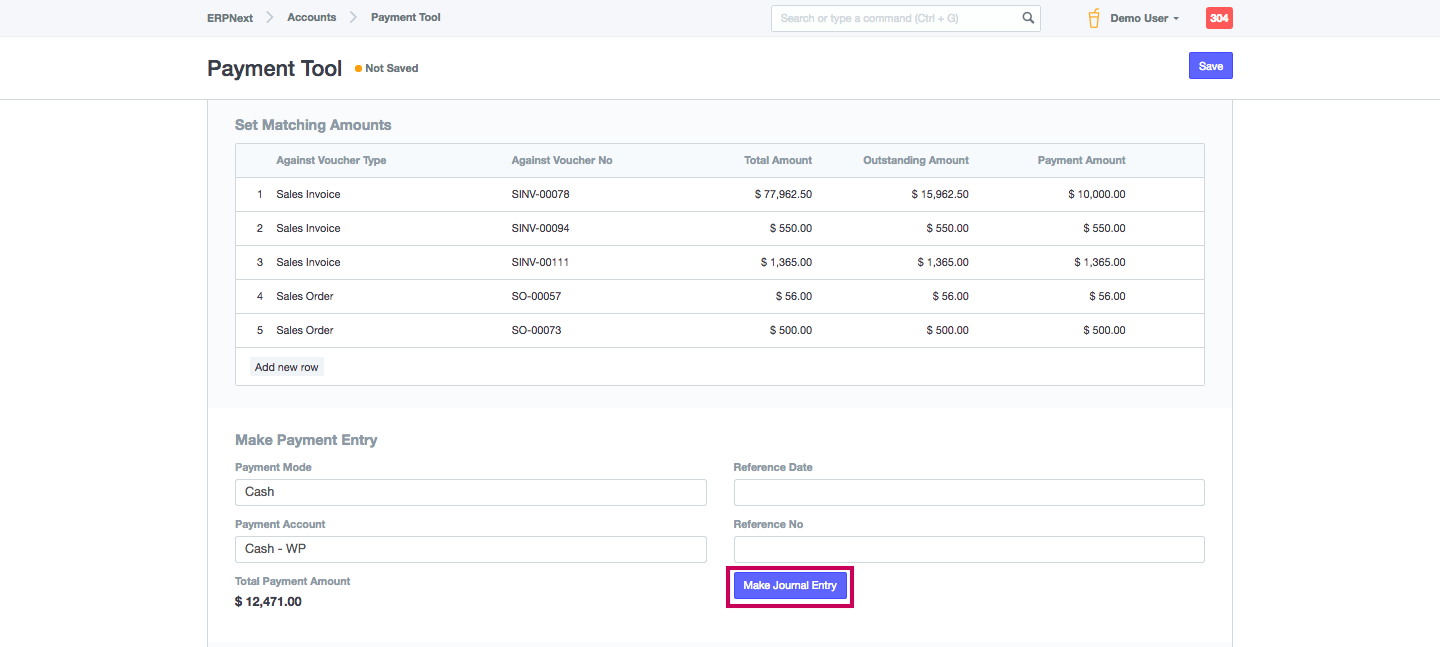 ERPNext Accounts Payment Tool Search or type a command (Ctrl + G) Demo User 304
Payment Tool Not Saved Save
Set Matching Amounts
Against Voucher Type Against Voucher No Total Amount Outstanding Amount Payment Amount
1 Sales Invoice SINV-00078 $ 77,962.50 $ 15,962.50 $ 10,000.00
2 Sales Invoice SINV-00094 $ 550.00 $ 550.00 $ 550.00
3 Sales Invoice SINV-00111 $ 1,365.00 $ 1,365.00 $ 1,365.00
4 Sales Order SO-00057 $ 56.00 $ 56.00 $ 56.00
5 Sales Order SO-00073 $ 500.00 $ 500.00 $ 500.00
Add new row
Make Payment Entry
Payment Mode Reference Date
Cash
Payment Account Reference No
Cash - WP
Total Payment Amount Make Journal Entry
$ 12,471.00